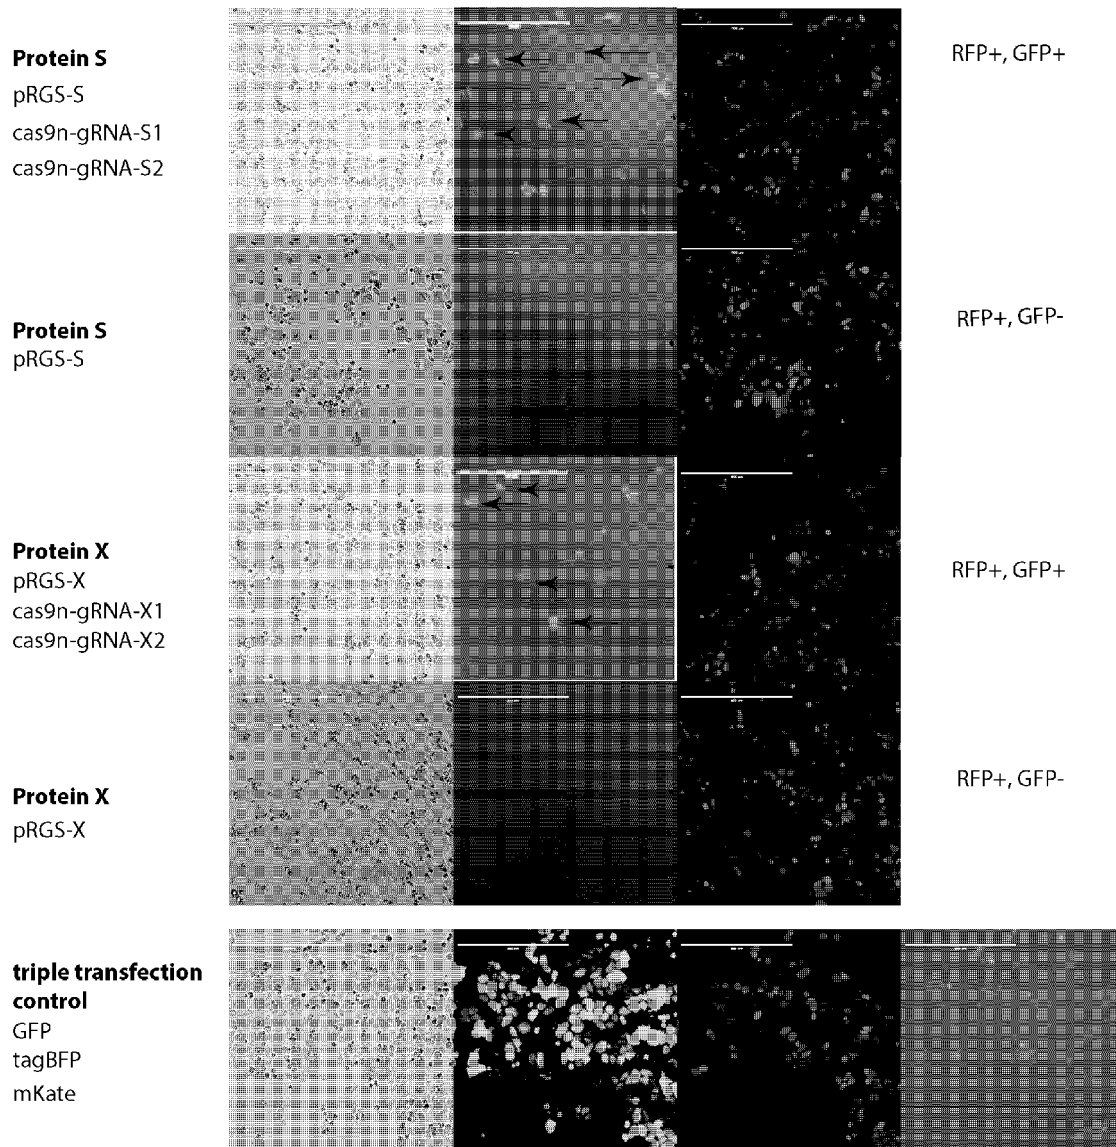 Protein S
pRGS-S
cas9n-gRNA-S1
cas9n-gRNA-S2
RFP+, GFP+
Protein S
pRGS-S
RFP+, GFP-
Protein X
pRGS-X
cas9n-gRNA-X1
cas9n-gRNA-X2
RFP+, GFP+
Protein X
pRGS-X
RFP+, GFP-
triple transfection
control
GFP
tagBFP
mKate